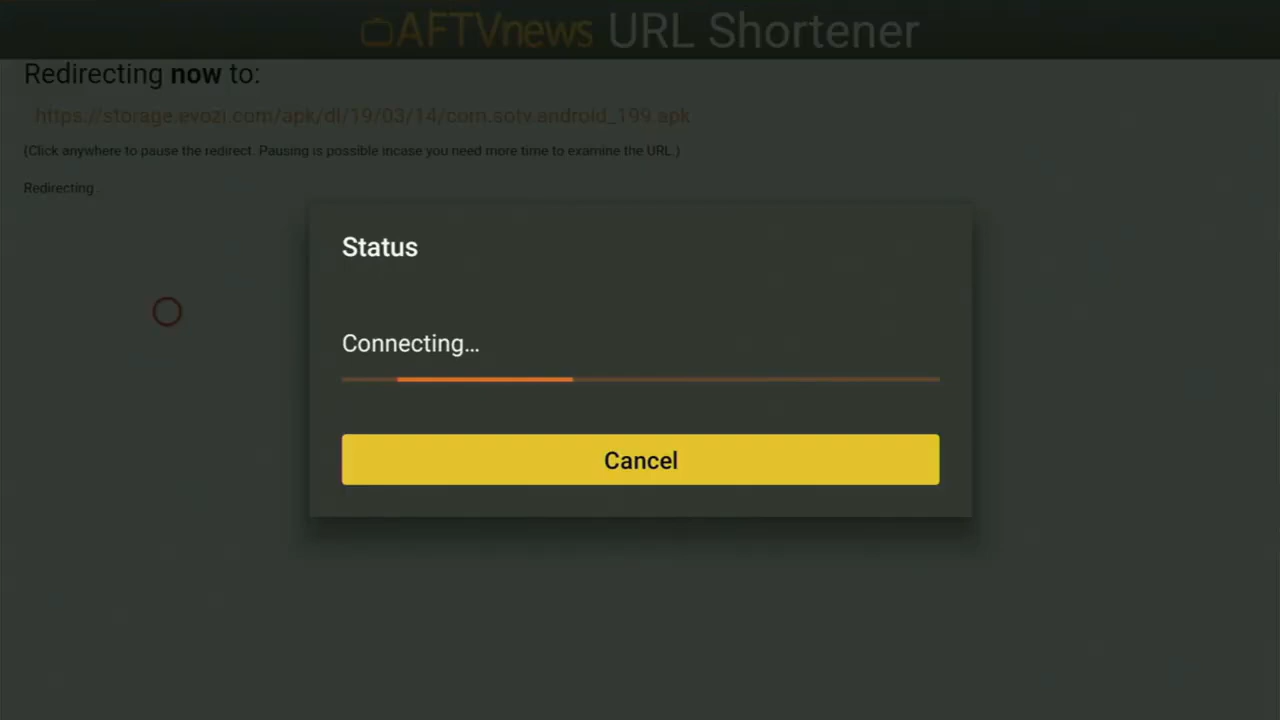 AFTVnews URL Shortener
Redirecting now to:
https://storage.evozi.com/apk/dl/19/03/14/com.sotv.android_199.apk
(Click anywhere to pause the redirect. Pausing is possible incase you need more time to examine the URL.)
Redirecting.
Status
Connecting…
Cancel